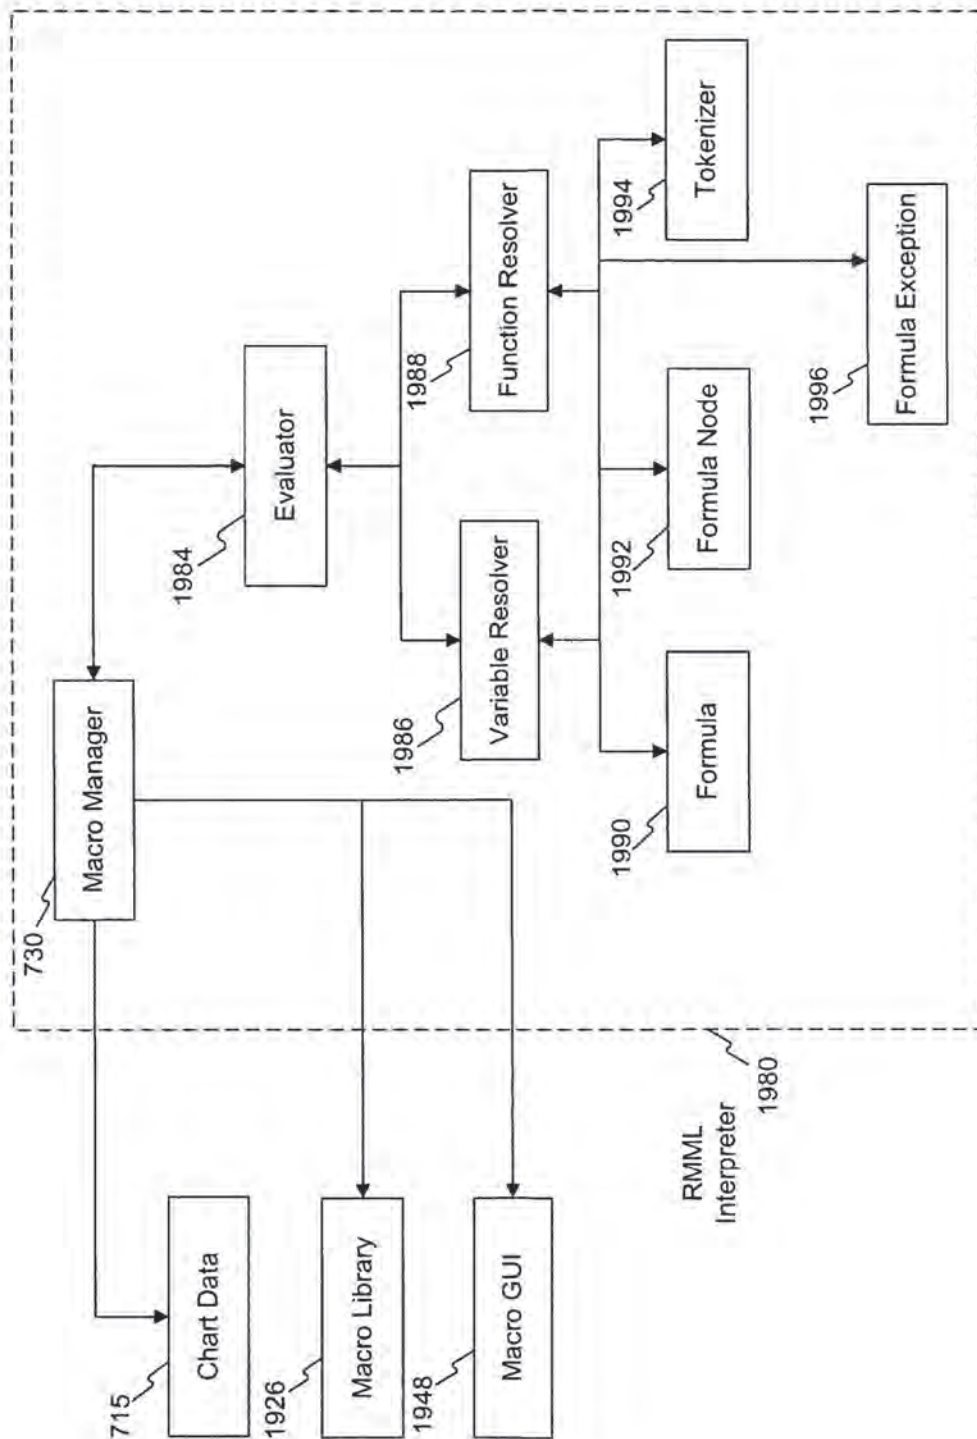 715
Chart Data
1926
Macro Library
1948
Macro GUI
RMML
Interpreter
1980
730
Macro Manager
1984
Evaluator
1986
Variable Resolver
1988
Function Resolver
1990
Formula
1992
Formula Node
1994
Tokenizer
1996
Formula Exception